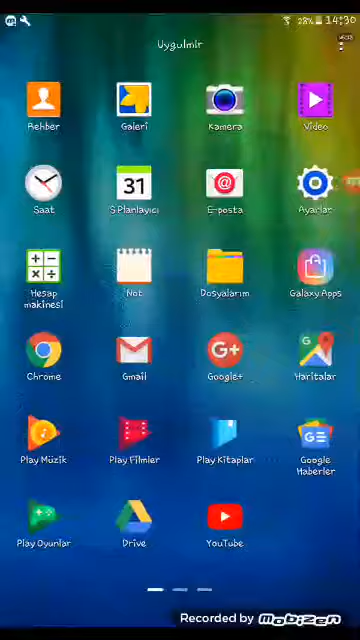 28% 14:30
Uygulmlr
Rehber Galeri Kamera Video
31
Saat S Planlayıcı E-posta Ayarlar
Hesap makinesi Not Dosyalarım Galaxy Apps
G+
Chrome Gmail Google+ Haritalar
GE
Play Müzik Play Filmler Play Kitaplar Google Haberler
Play Oyunlar Drive YouTube
Recorded by Mobizen